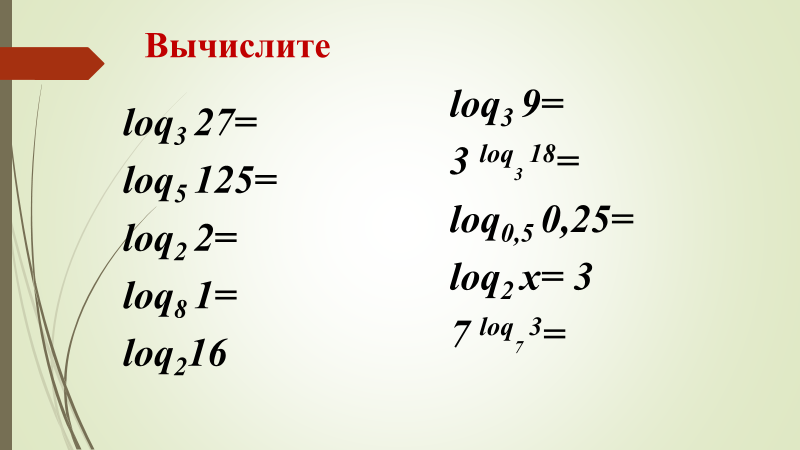 Вычислите
loq₃ 27=
loq₅ 125=
loq₂ 2=
loq₈ 1=
loq₂16
loq₃ 9=
3 ˡᵒq₃ ¹⁸=
loq₀,₅ 0,25=
loq₂ x= 3
7 ˡᵒq₇ ³=